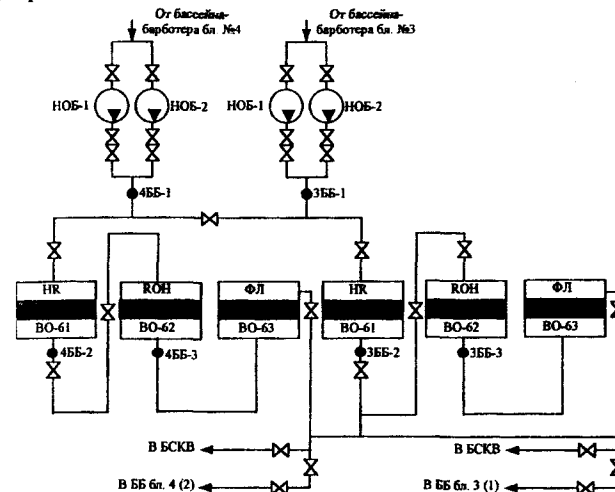 От бассейна-
барботера бл. №4
От бассейна-
барботера бл. №3
НОБ-1
НОБ-2
НОБ-1
НОБ-2
4ББ-1
3ББ-1
HR
ROH
ФЛ
HR
ROH
ФЛ
ВО-61
ВО-62
ВО-63
ВО-61
ВО-62
ВО-63
4ББ-2
4ББ-3
3ББ-2
3ББ-3
В БСКВ
В БСКВ
В ББ бл. 4 (2)
В ББ бл. 3 (1)